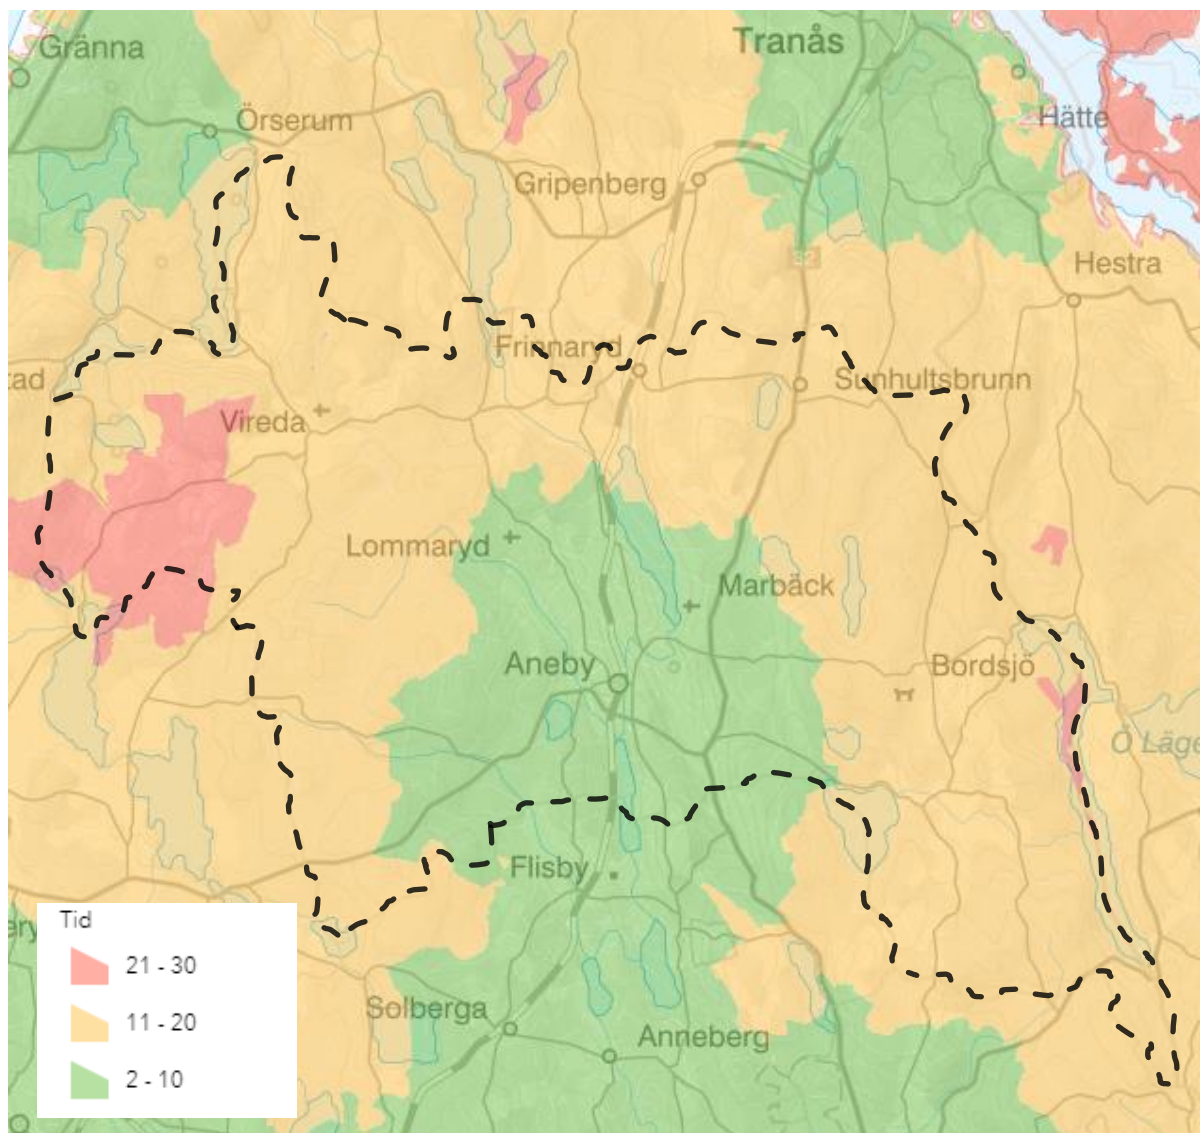 Gränna
Tranås
Örserum
Hätte
Gripenberg
32
Hestra
Frinnaryd
tad
Sunhultsbrunn
Vireda
Lommaryd
Marbäck
Aneby
Bordsjö
Ö Läge
Flisby
ery
Solberga
Anneberg
Tid
21 - 30
11 - 20
2 - 10